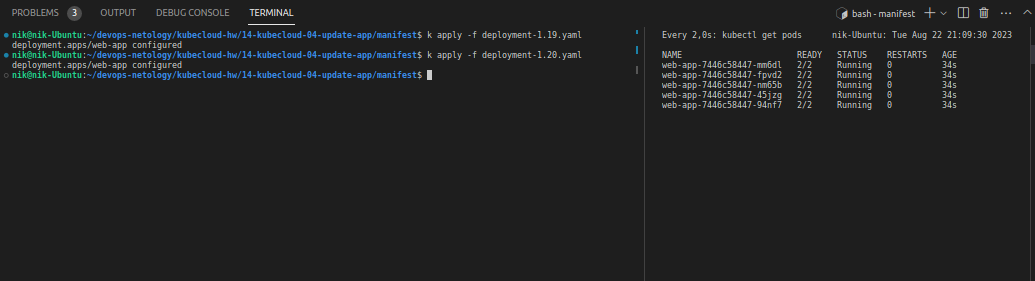 PROBLEMS 3 OUTPUT DEBUG CONSOLE TERMINAL bash - manifest
nik@nik-Ubuntu:~/devops-netology/kubecloud-hw/14-kubecloud-04-update-app/manifest$ k apply -f deployment-1.19.yaml
deployment.apps/web-app configured
nik@nik-Ubuntu:~/devops-netology/kubecloud-hw/14-kubecloud-04-update-app/manifest$ k apply -f deployment-1.20.yaml
deployment.apps/web-app configured
nik@nik-Ubuntu:~/devops-netology/kubecloud-hw/14-kubecloud-04-update-app/manifest$
Every 2,0s: kubectl get pods nik-Ubuntu: Tue Aug 22 21:09:30 2023
NAME READY STATUS RESTARTS AGE
web-app-7446c58447-mm6dl 2/2 Running 0 34s
web-app-7446c58447-fpvd2 2/2 Running 0 34s
web-app-7446c58447-nm65b 2/2 Running 0 34s
web-app-7446c58447-45jzg 2/2 Running 0 34s
web-app-7446c58447-94nf7 2/2 Running 0 34s